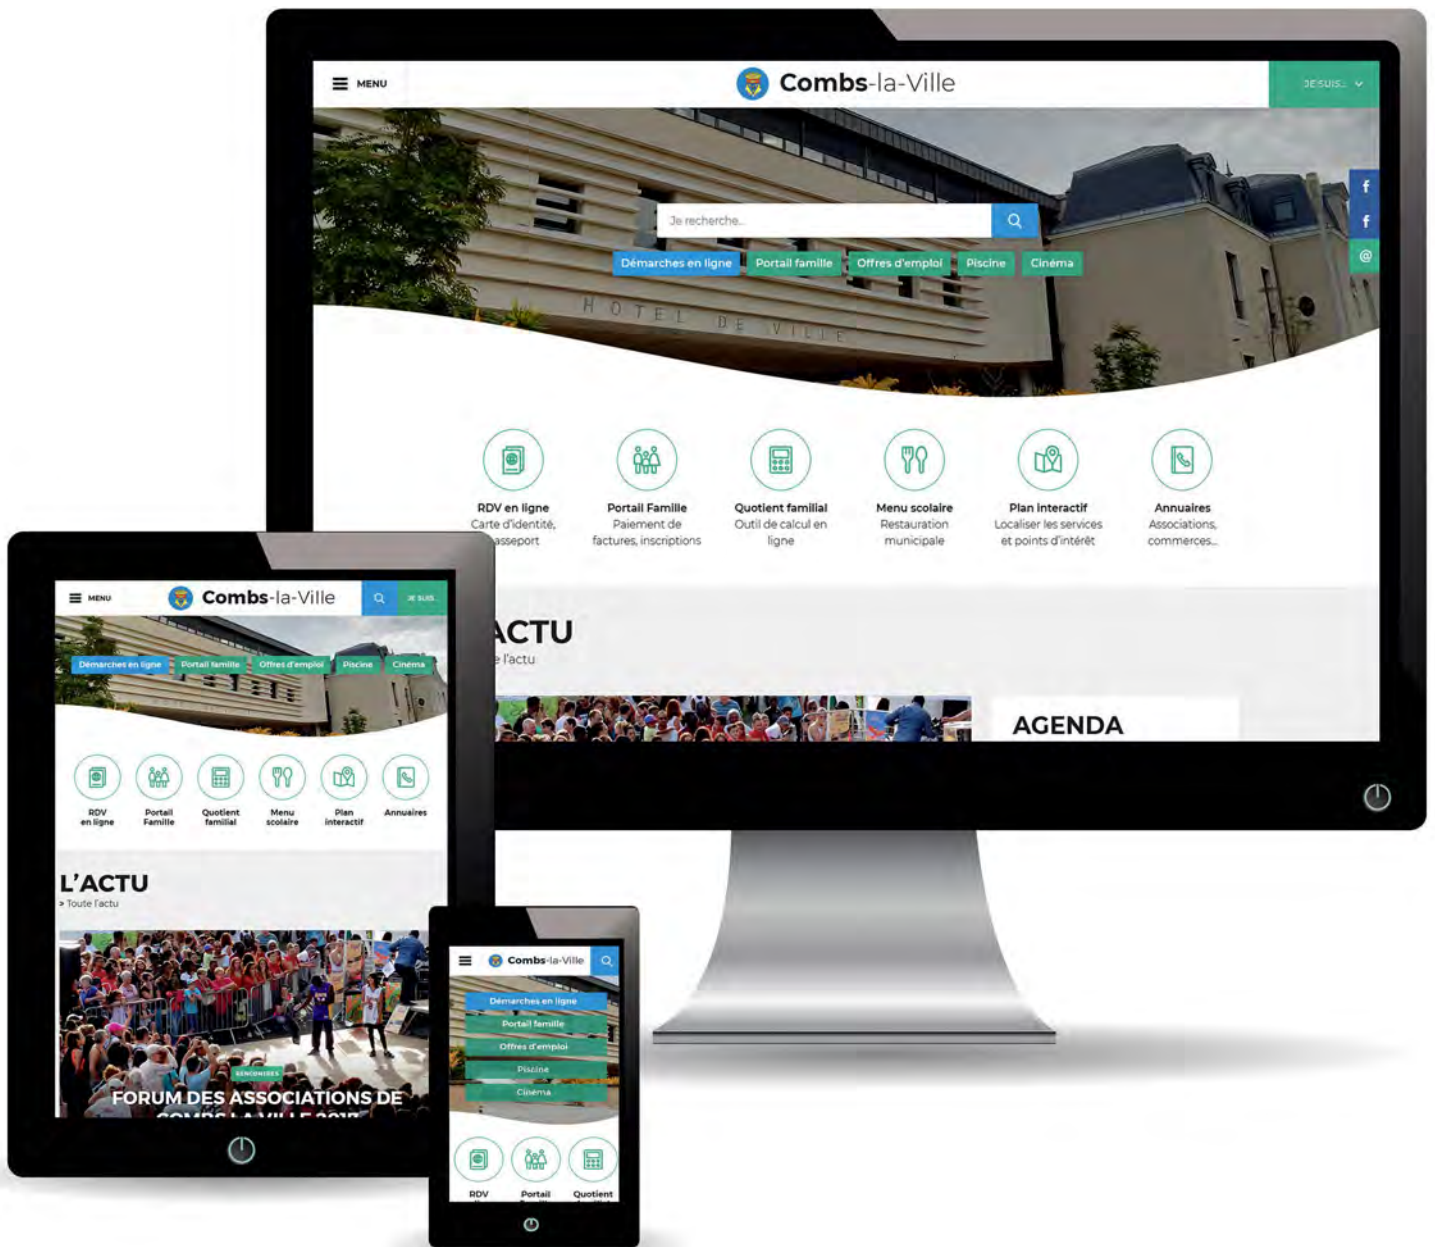 MENU
Combs-la-Ville
JE SUIS...
Je recherche...
Démarches en ligne
Portail famille
Offres d'emploi
Piscine
Cinéma
f
f
@
HOTEL DE VILLE
RDV en ligne
Carte d'identité,
asseport
Portail Famille
Paiement de
factures, inscriptions
Quotient familial
Outil de calcul en
ligne
Menu scolaire
Restauration
municipale
Plan interactif
Localiser les services
et points d'intérêt
Annuaires
Associations,
commerces...
ACTU
e l'actu
AGENDA
MENU
Combs-la-Ville
JE SUIS...
Démarches en ligne
Portail famille
Offres d'emploi
Piscine
Cinéma
RDV
en ligne
Portail
Famille
Quotient
familial
Menu
scolaire
Plan
interactif
Annuaires
L'ACTU
> Toute l'actu
RENCONTRES
FORUM DES ASSOCIATIONS DE
COMBS LA VILLE 2017
Combs-la-Ville
Démarches en ligne
Portail famille
Offres d'emploi
Piscine
Cinéma
RDV
Portail
Quotient